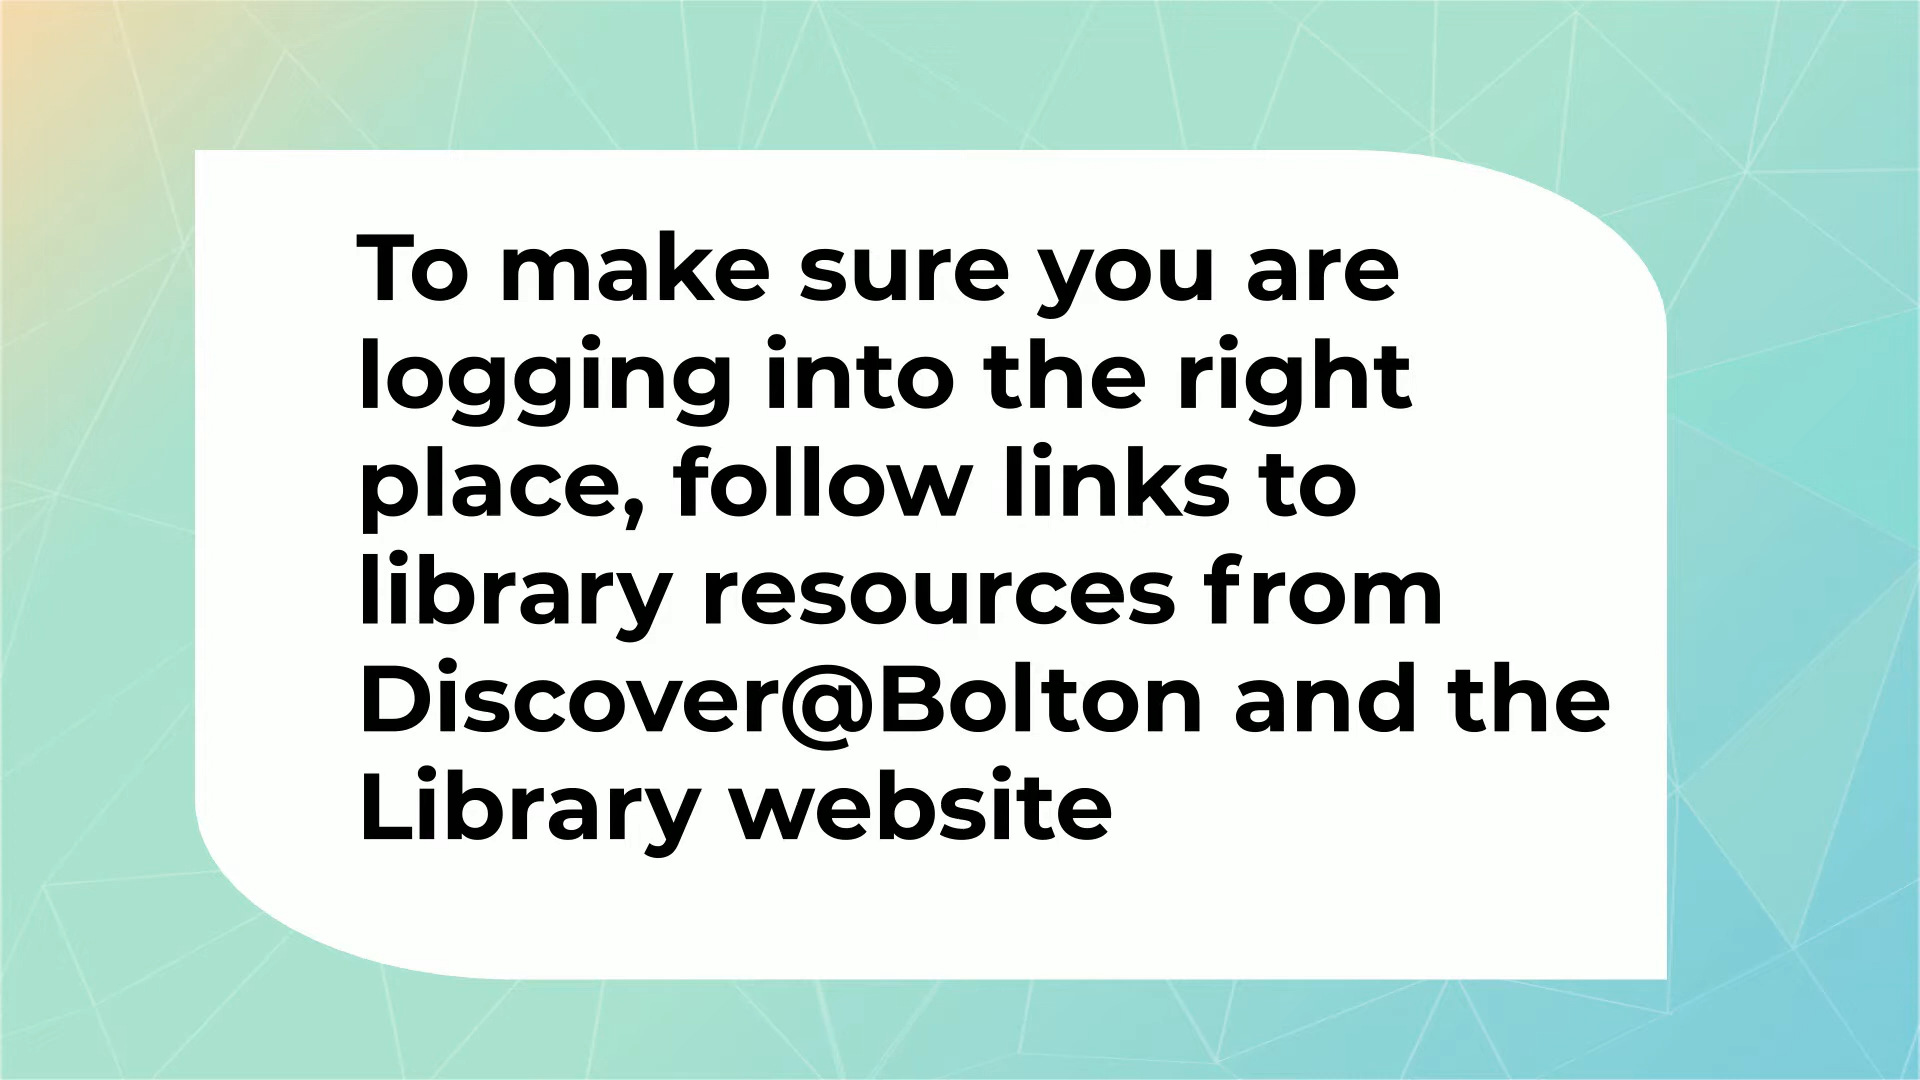 To make sure you are
logging into the right
place, follow links to
library resources from
Discover@Bolton and the
Library website